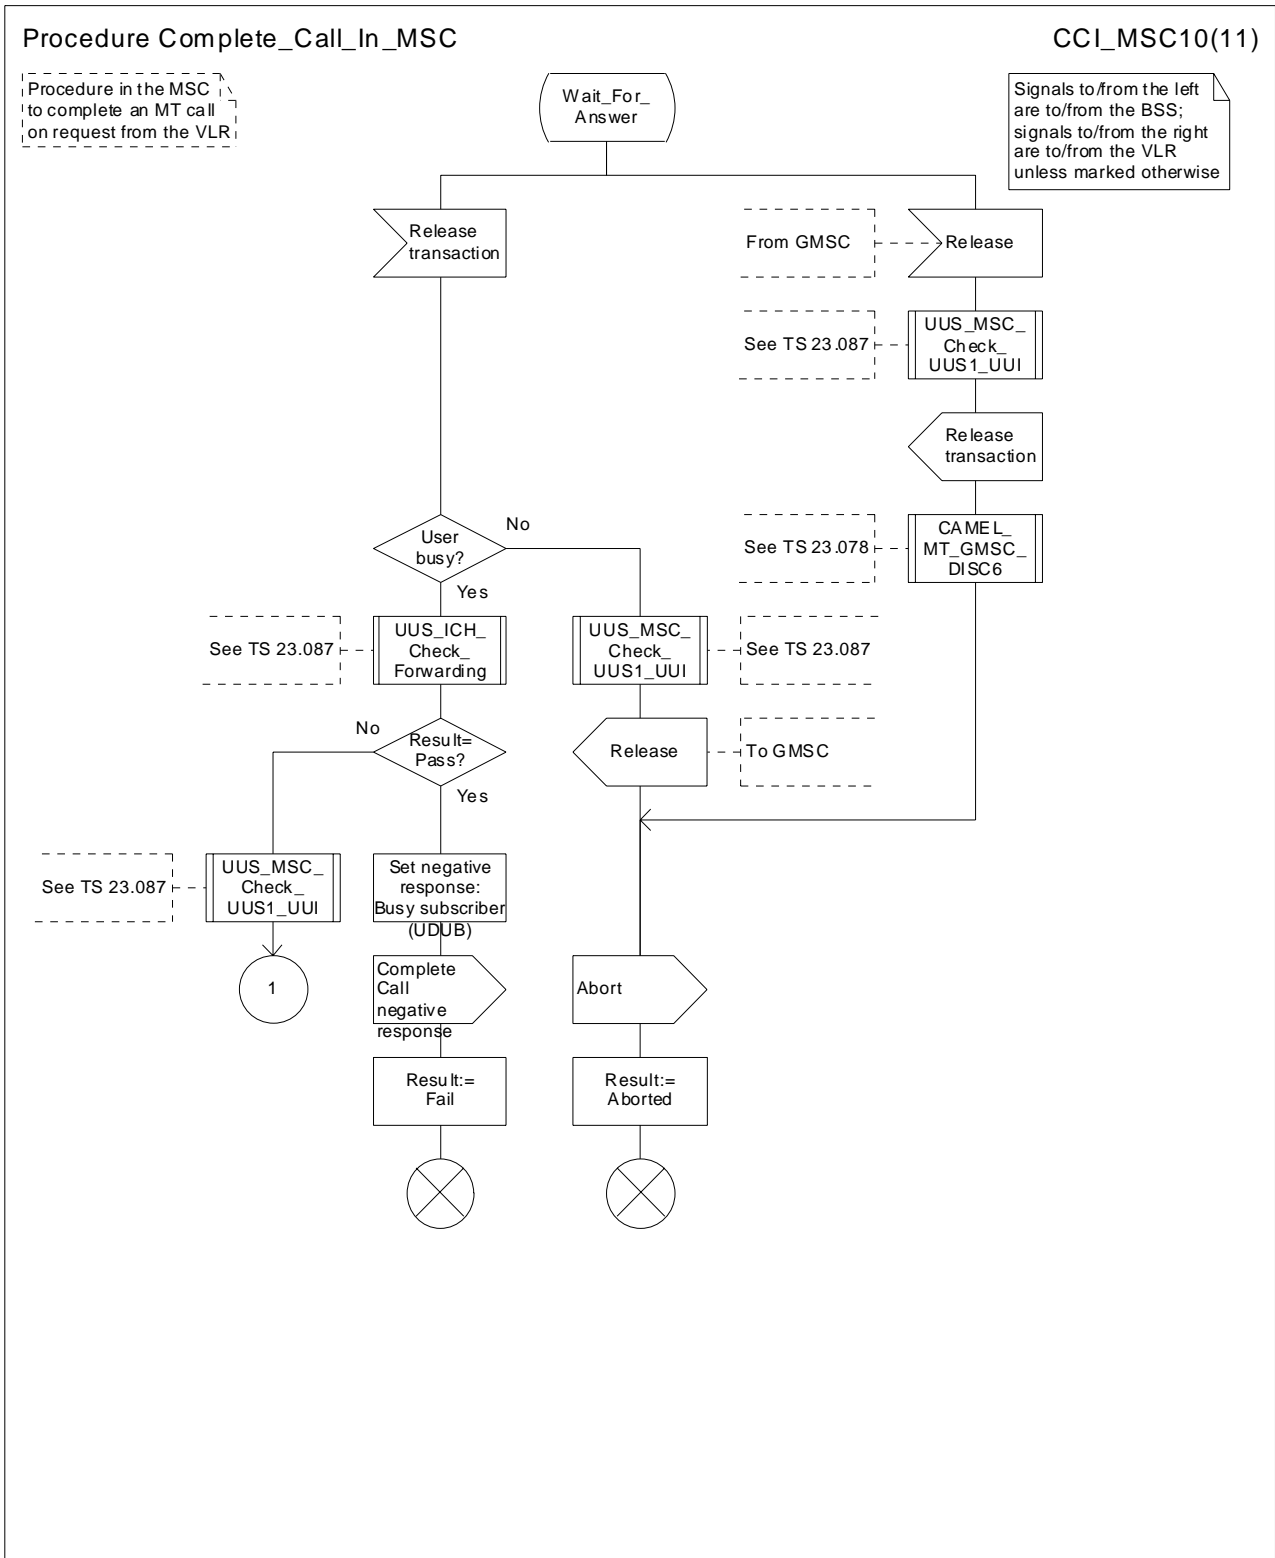 Procedure Complete_Call_In_MSC
CCI_MSC10(11)
Procedure in the MSC
to complete an MT call
on request from the VLR
Wait_For_
Answer
Signals to/from the left
are to/from the BSS;
signals to/from the right
are to/from the VLR
unless marked otherwise
Release
transaction
From GMSC
Release
See TS 23.087
UUS_MSC_
Check_
UUS1_UUI
Release
transaction
User
busy?
No
Yes
See TS 23.078
CAMEL_
MT_GMSC_
DISC6
See TS 23.087
UUS_ICH_
Check_
Forwarding
UUS_MSC_
Check_
UUS1_UUI
See TS 23.087
No
Result=
Pass?
Yes
Release
To GMSC
See TS 23.087
UUS_MSC_
Check_
UUS1_UUI
Set negative
response:
Busy subscriber
(UDUB)
1
Complete
Call
negative
response
Abort
Result:=
Fail
Result:=
Aborted